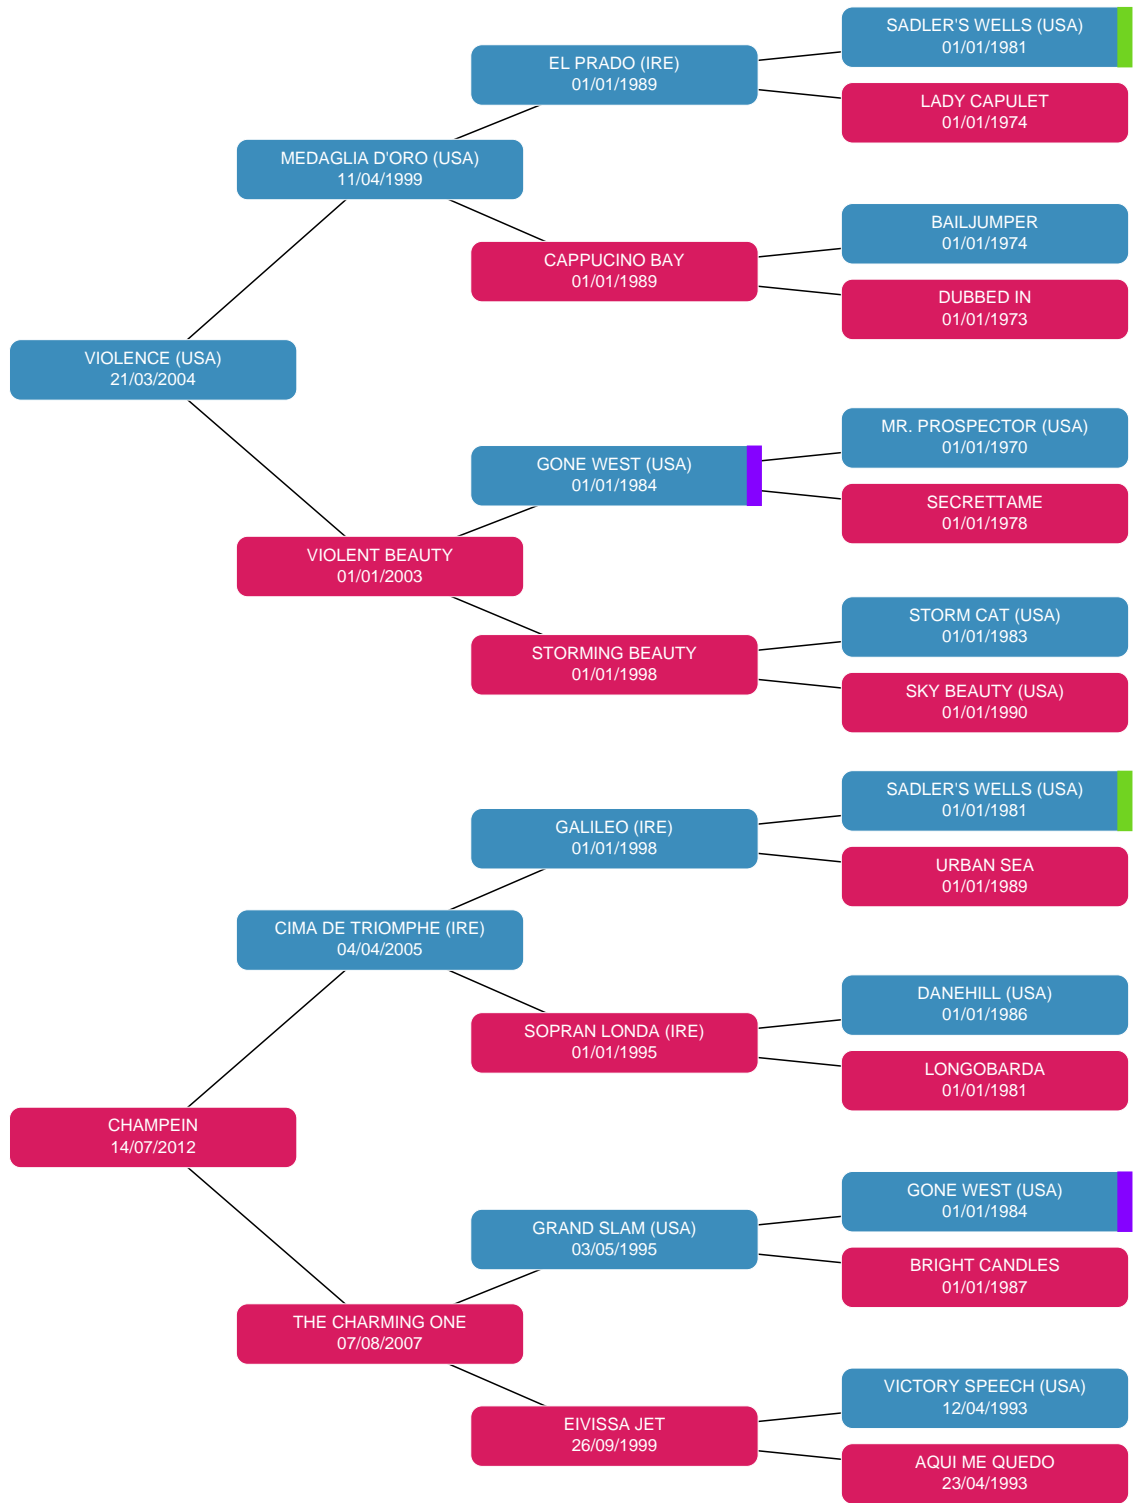 SADLER'S WELLS (USA)
01/01/1981
EL PRADO (IRE)
01/01/1989
LADY CAPULET
01/01/1974
MEDAGLIA D'ORO (USA)
11/04/1999
BAILJUMPER
01/01/1974
CAPPUCINO BAY
01/01/1989
DUBBED IN
01/01/1973
VIOLENCE (USA)
21/03/2004
MR. PROSPECTOR (USA)
01/01/1970
GONE WEST (USA)
01/01/1984
SECRETTAME
01/01/1978
VIOLENT BEAUTY
01/01/2003
STORM CAT (USA)
01/01/1983
STORMING BEAUTY
01/01/1998
SKY BEAUTY (USA)
01/01/1990
SADLER'S WELLS (USA)
01/01/1981
GALILEO (IRE)
01/01/1998
URBAN SEA
01/01/1989
CIMA DE TRIOMPHE (IRE)
04/04/2005
DANEHILL (USA)
01/01/1986
SOPRAN LONDA (IRE)
01/01/1995
LONGOBARDA
01/01/1981
CHAMPEIN
14/07/2012
GONE WEST (USA)
01/01/1984
GRAND SLAM (USA)
03/05/1995
BRIGHT CANDLES
01/01/1987
THE CHARMING ONE
07/08/2007
VICTORY SPEECH (USA)
12/04/1993
EIVISSA JET
26/09/1999
AQUI ME QUEDO
23/04/1993